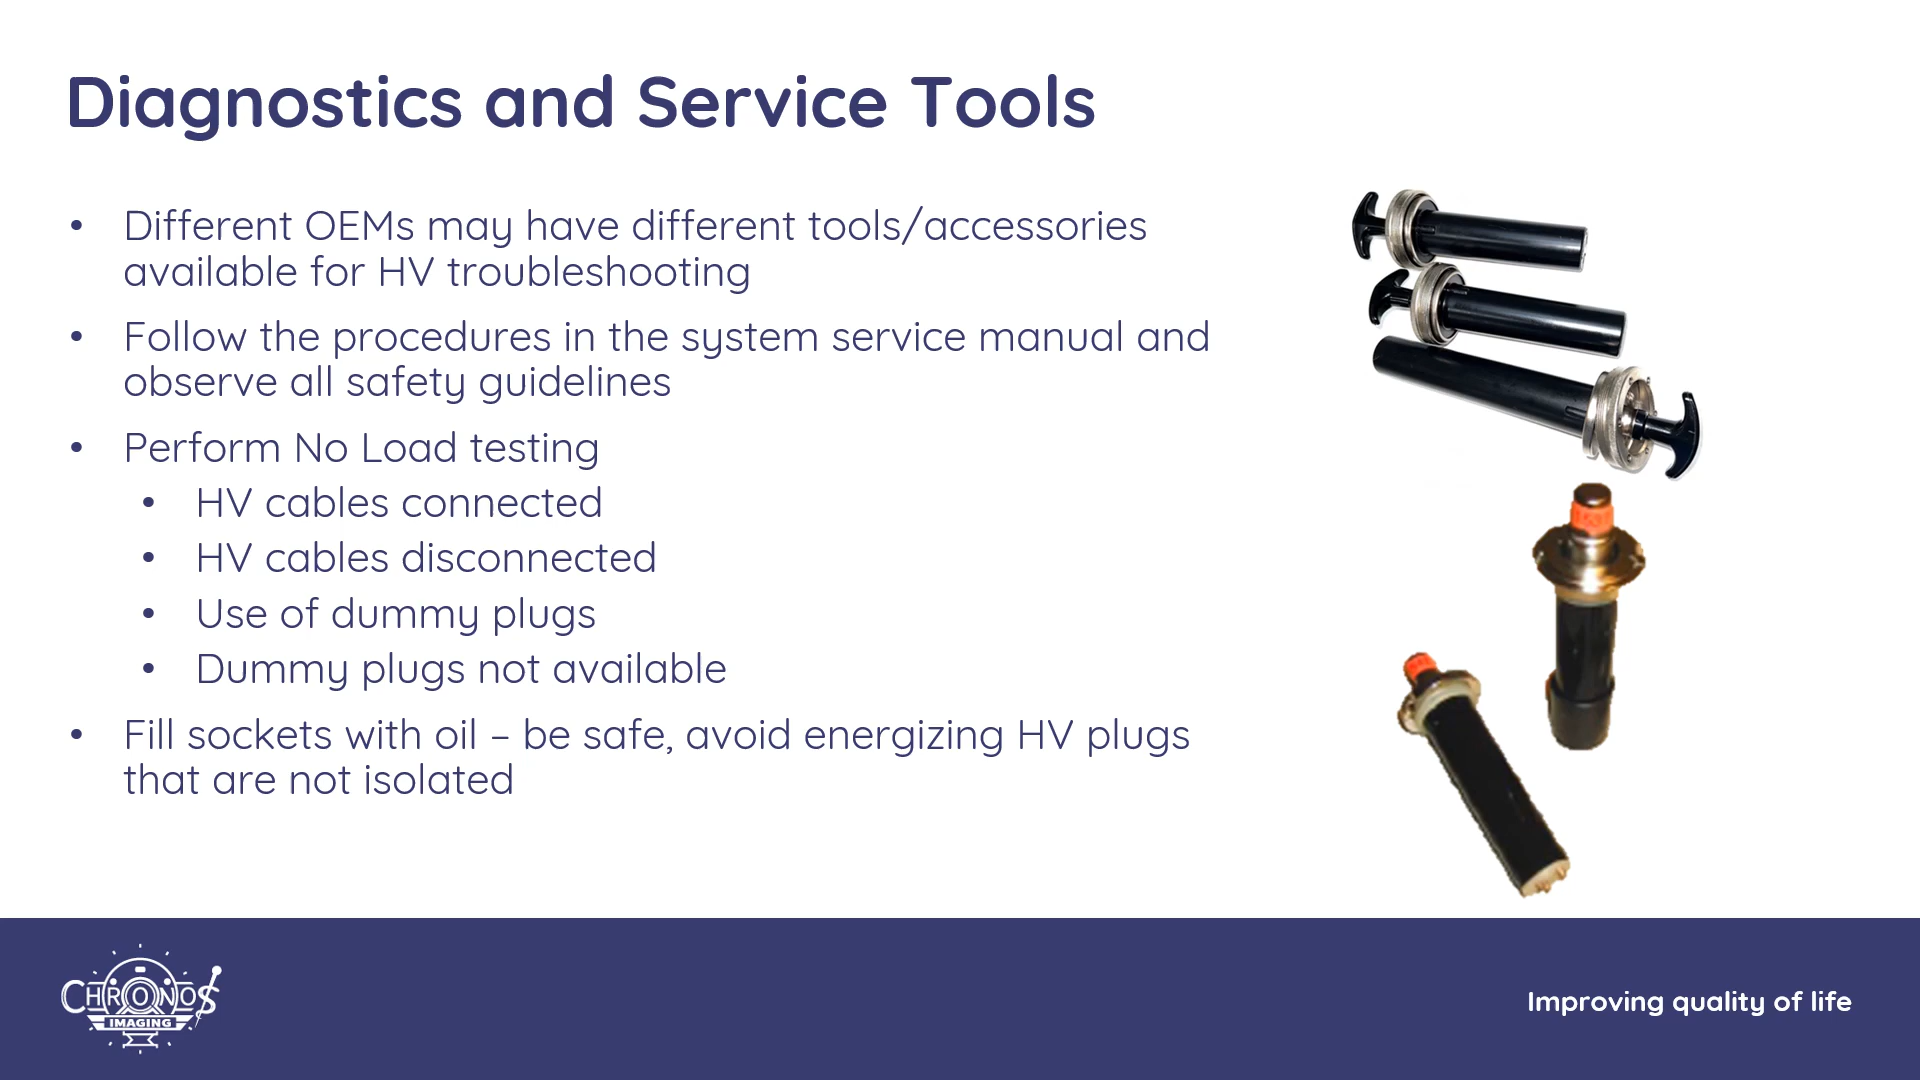 Diagnostics and Service Tools
• Different OEMs may have different tools/accessories
available for HV troubleshooting
• Follow the procedures in the system service manual and
observe all safety guidelines
• Perform No Load testing
• HV cables connected
• HV cables disconnected
• Use of dummy plugs
• Dummy plugs not available
• Fill sockets with oil – be safe, avoid energizing HV plugs
that are not isolated
CHRONOS
IMAGING
Improving quality of life